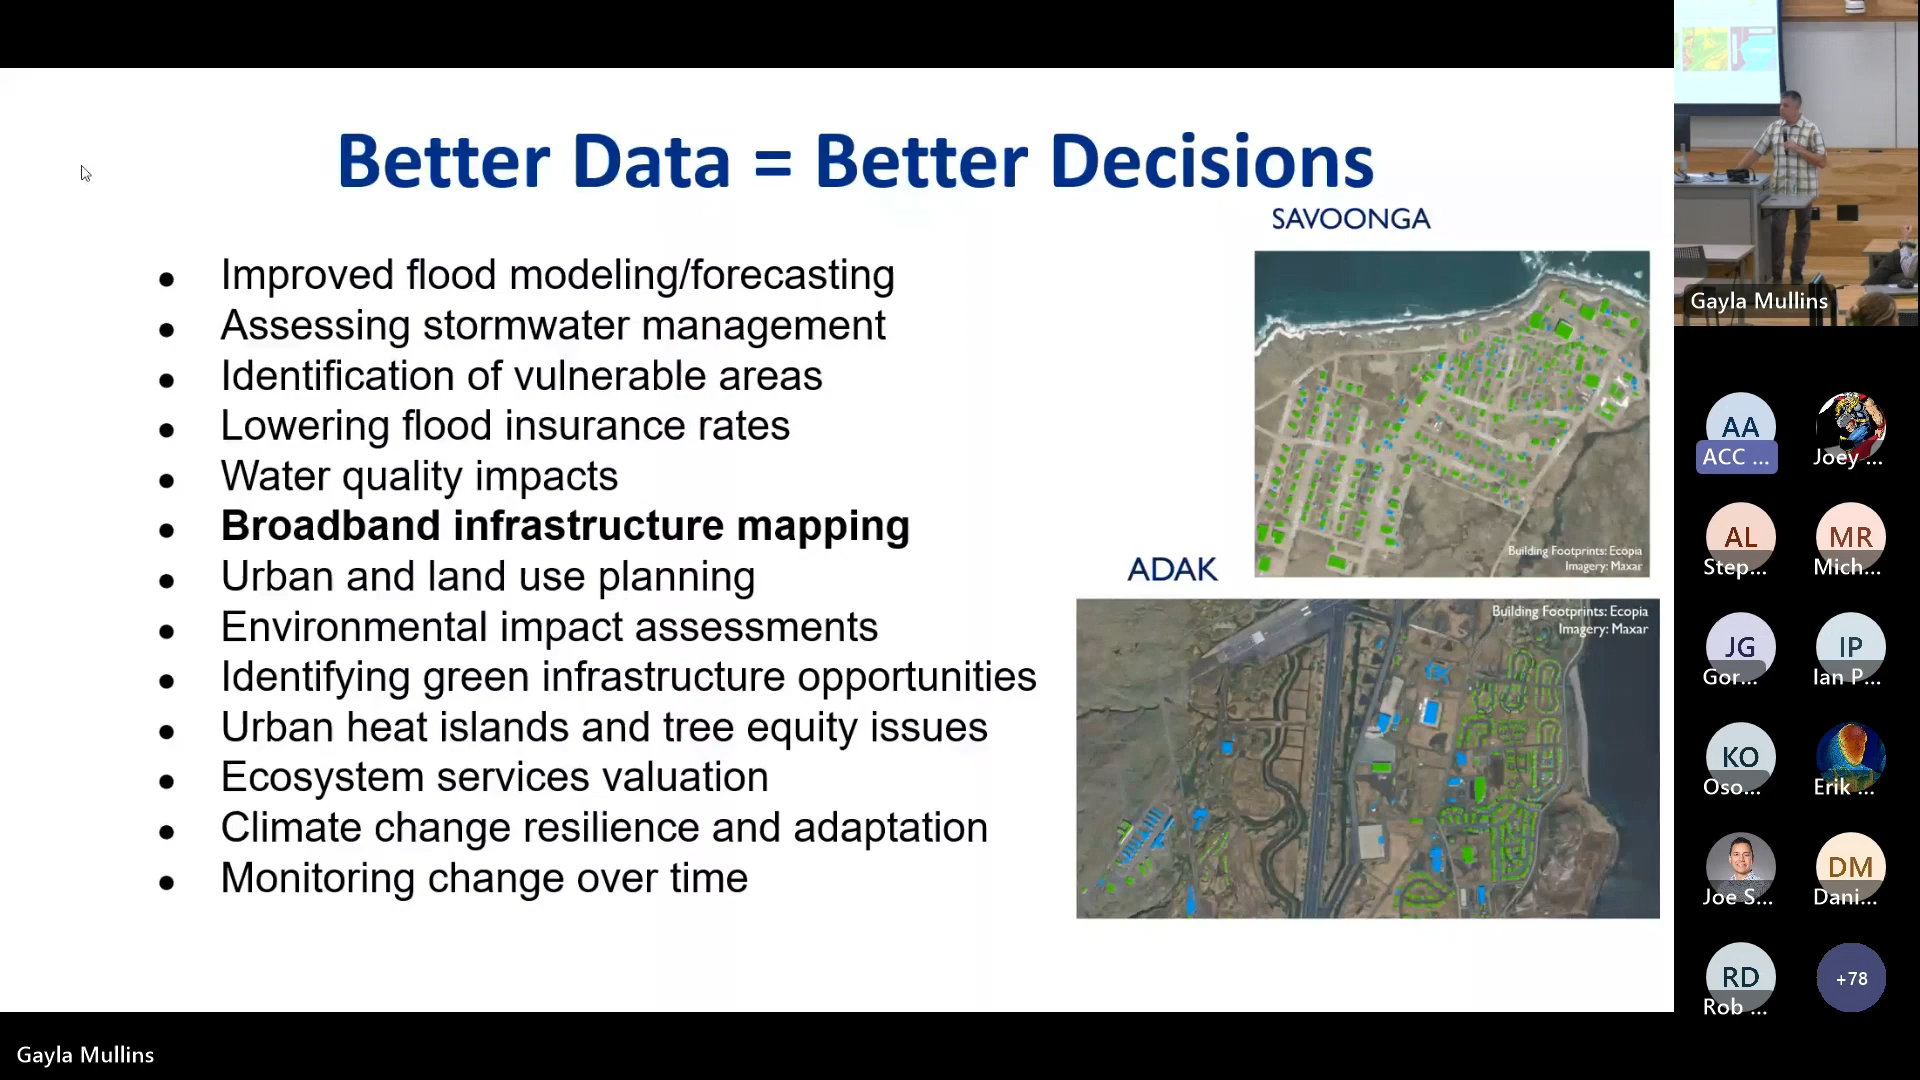 Better Data = Better Decisions
SAVOONGA
● Improved flood modeling/forecasting
● Assessing stormwater management
● Identification of vulnerable areas
● Lowering flood insurance rates
● Water quality impacts
● Broadband infrastructure mapping
● Urban and land use planning
● Environmental impact assessments
● Identifying green infrastructure opportunities
● Urban heat islands and tree equity issues
● Ecosystem services valuation
● Climate change resilience and adaptation
● Monitoring change over time
Building Footprints: Ecopia
Imagery: Maxar
ADAK
Building Footprints: Ecopia
Imagery: Maxar
Gayla Mullins
AA
ACC ...
Joey ...
AL
Step...
MR
Mich...
JG
Gor...
IP
Ian P...
KO
Oso...
Erik ...
Joe S...
DM
Dani...
RD
Rob ...
+78
Gayla Mullins